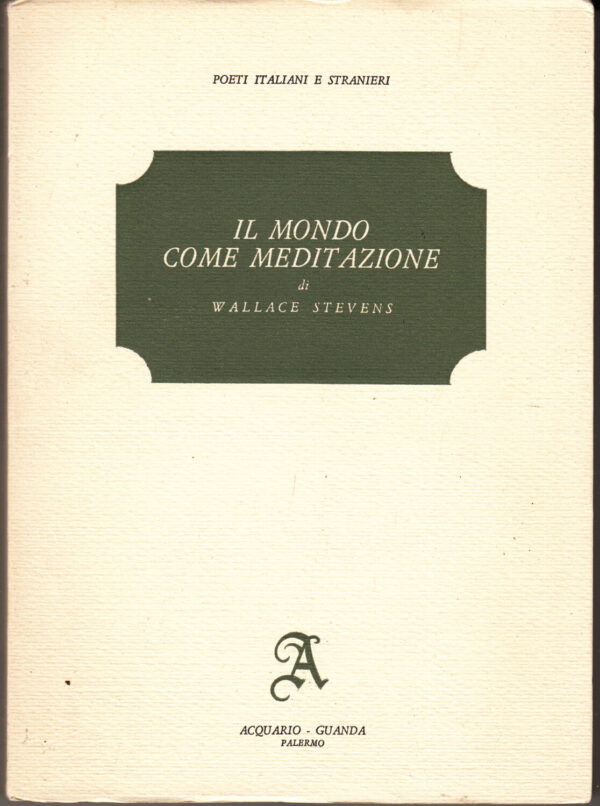 POETI ITALIANI E STRANIERI
IL MONDO
COME MEDITAZIONE
di
WALLACE STEVENS
A
ACQUARIO - GUANDA
PALERMO